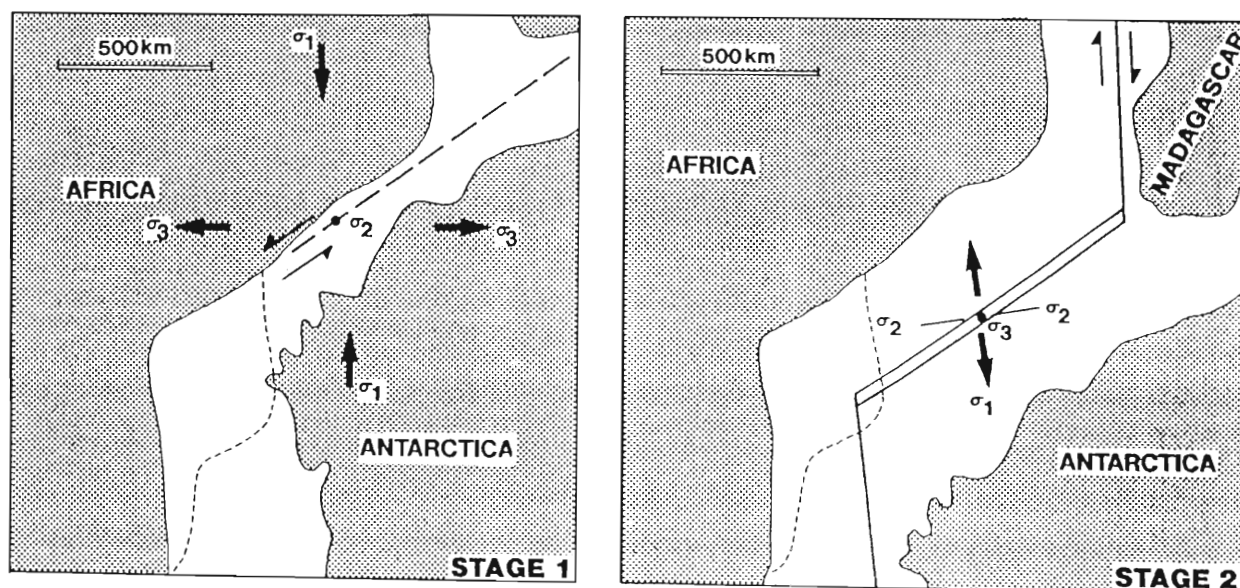 500 km
σ1
AFRICA
σ3
σ2
σ3
σ1
ANTARCTICA
STAGE 1
500 km
AFRICA
MADAGASCAR
σ2
σ2
σ3
σ1
ANTARCTICA
STAGE 2